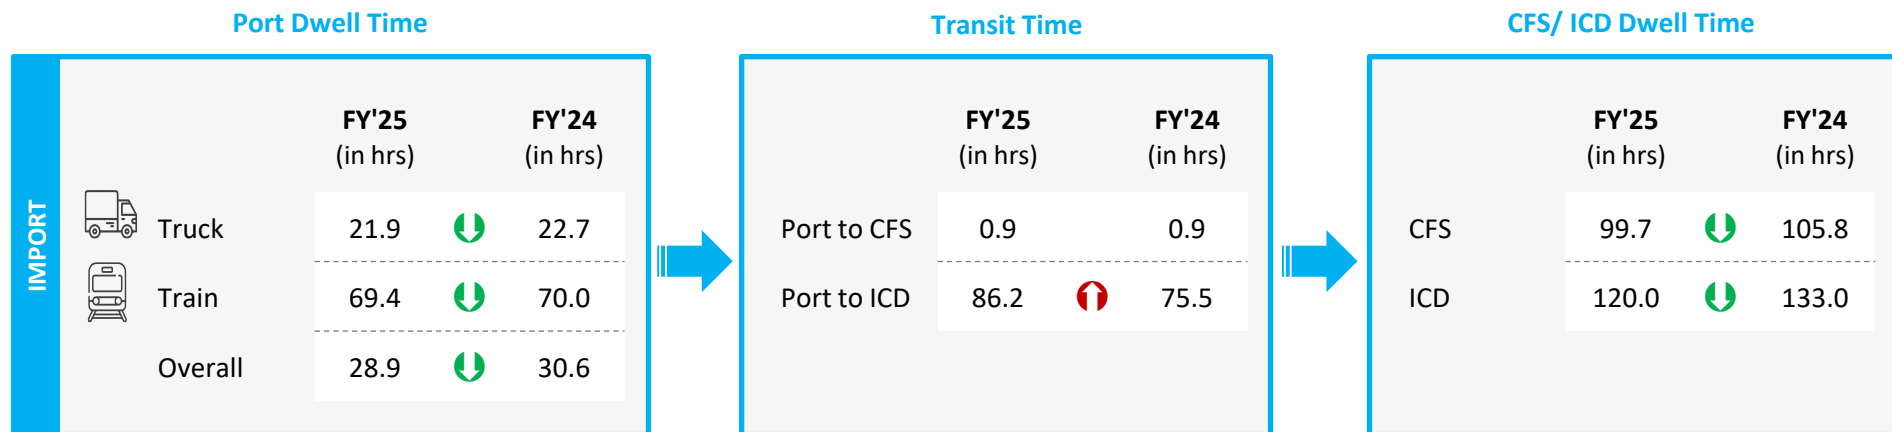 Port Dwell Time
Transit Time
CFS/ ICD Dwell Time
IMPORT
FY'25 FY'24
(in hrs) (in hrs)
Truck 21.9 22.7
Train 69.4 70.0
Overall 28.9 30.6
FY'25 FY'24
(in hrs) (in hrs)
Port to CFS 0.9 0.9
Port to ICD 86.2 75.5
FY'25 FY'24
(in hrs) (in hrs)
CFS 99.7 105.8
ICD 120.0 133.0